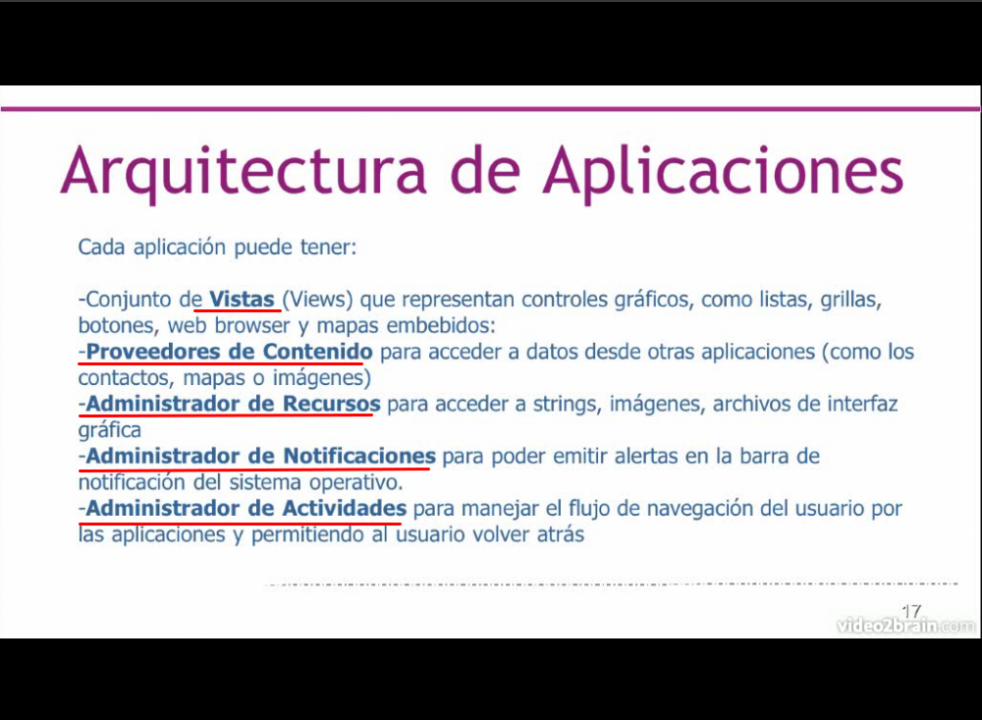 Arquitectura de Aplicaciones
Cada aplicación puede tener:
-Conjunto de Vistas (Views) que representan controles gráficos, como listas, grillas,
botones, web browser y mapas embebidos:
-Proveedores de Contenido para acceder a datos desde otras aplicaciones (como los
contactos, mapas o imágenes)
-Administrador de Recursos para acceder a strings, imágenes, archivos de interfaz
gráfica
-Administrador de Notificaciones para poder emitir alertas en la barra de
notificación del sistema operativo.
-Administrador de Actividades para manejar el flujo de navegación del usuario por
las aplicaciones y permitiendo al usuario volver atrás
17
video2brain.com